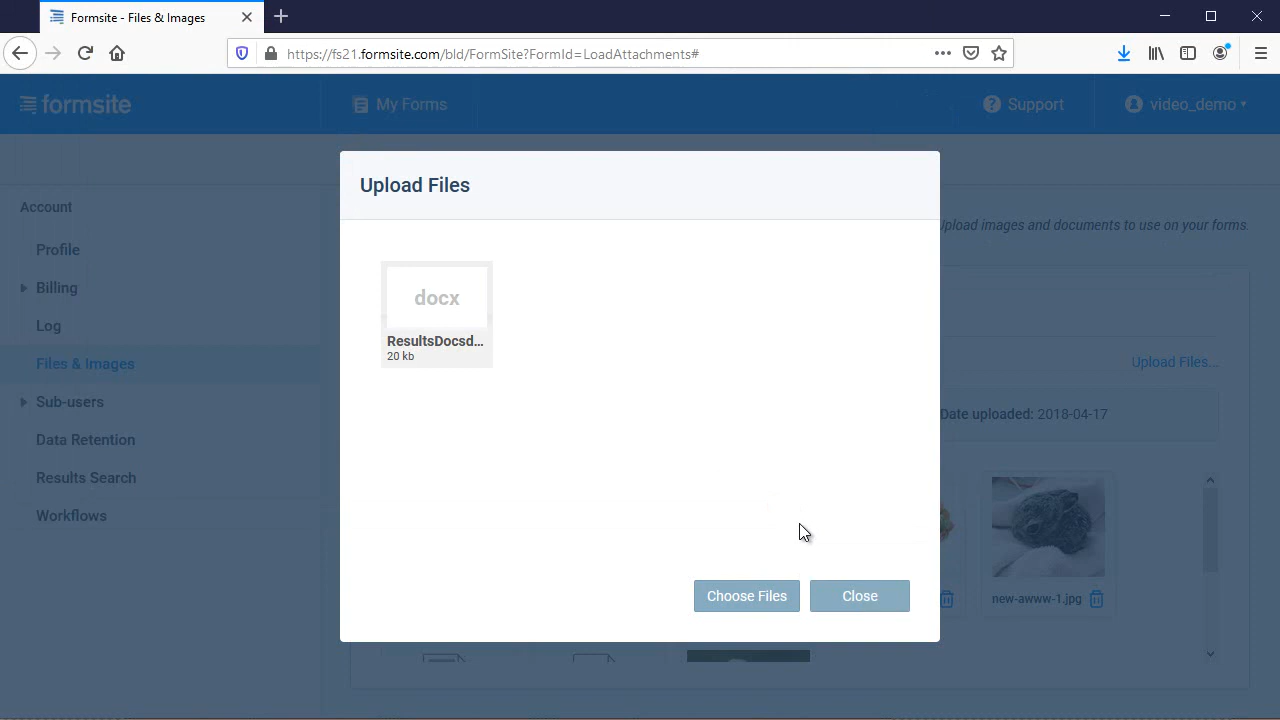 Formsite - Files & Images
https://fs21.formsite.com/bld/FormSite?FormId=LoadAttachments#
formsite
My Forms
Support
video_demo
Account
Profile
Billing
Log
Files & Images
Sub-users
Data Retention
Results Search
Workflows
Upload Files
docx
ResultsDocsd...
20 kb
Choose Files
Close
pload images and documents to use on your forms.
Upload Files...
Date uploaded: 2018-04-17
new-awww-1.jpg